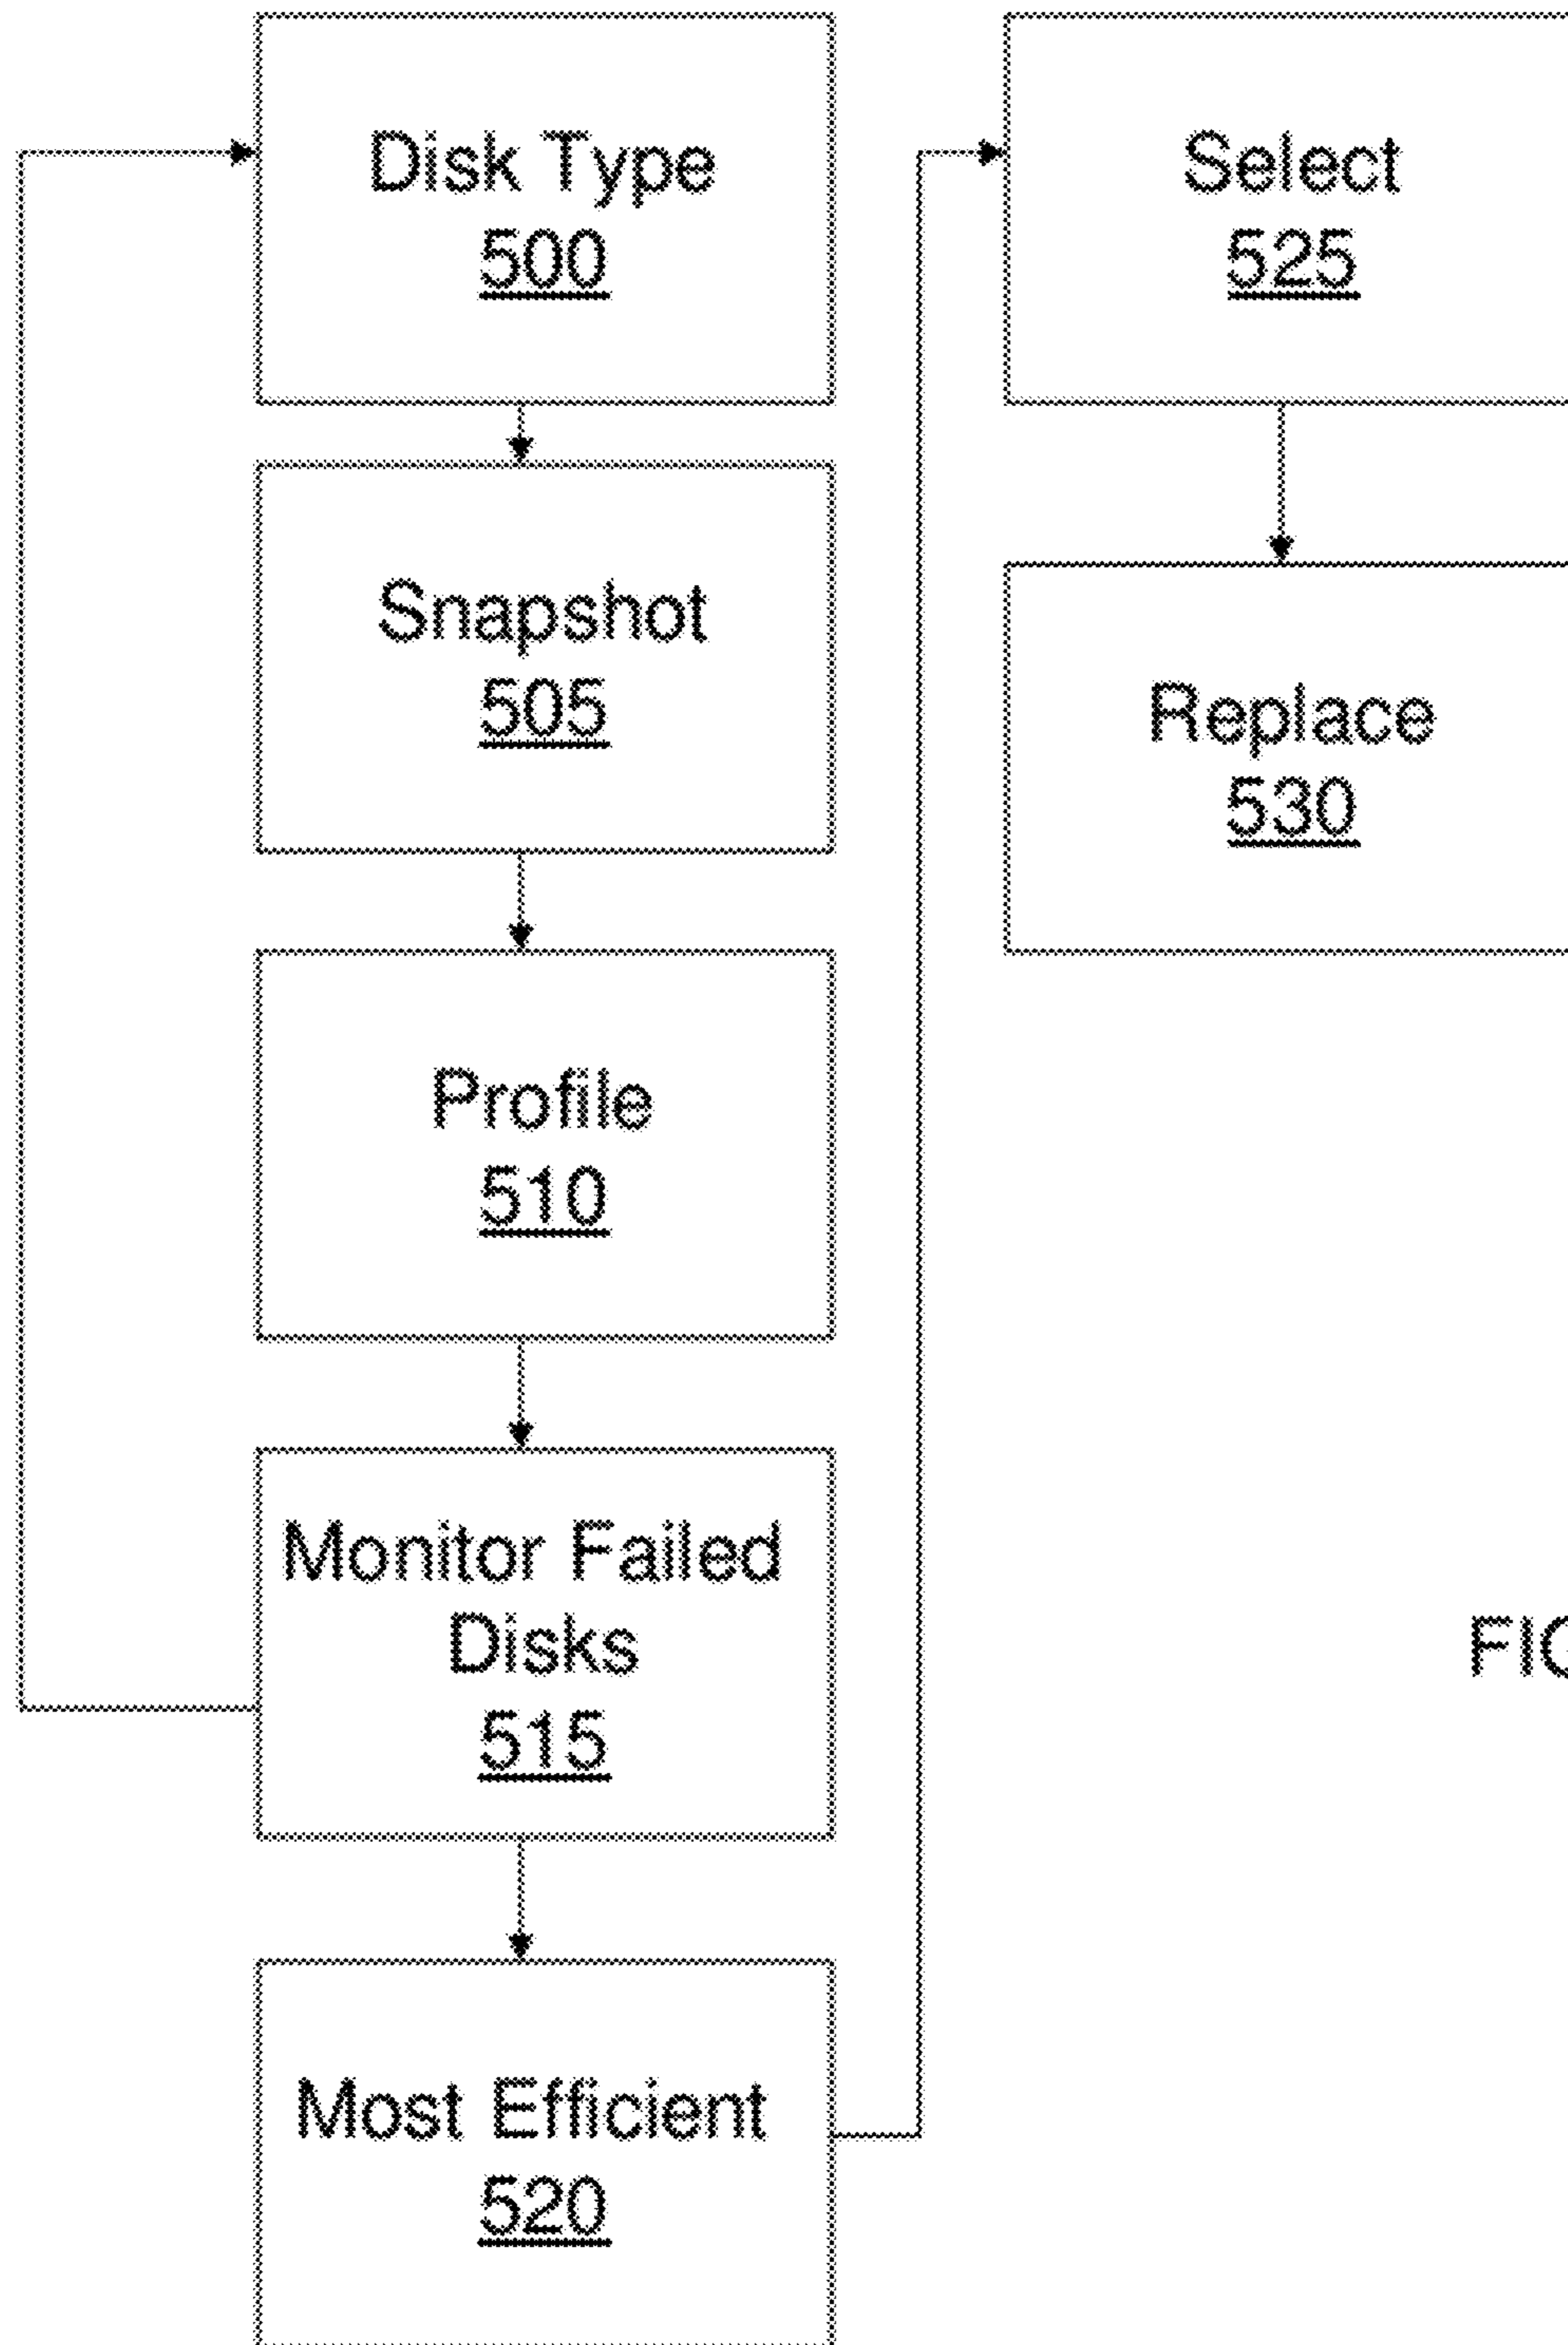 Disk Type
500
Snapshot
505
Profile
510
Monitor Failed
Disks
515
Most Efficient
520
Select
525
Replace
530